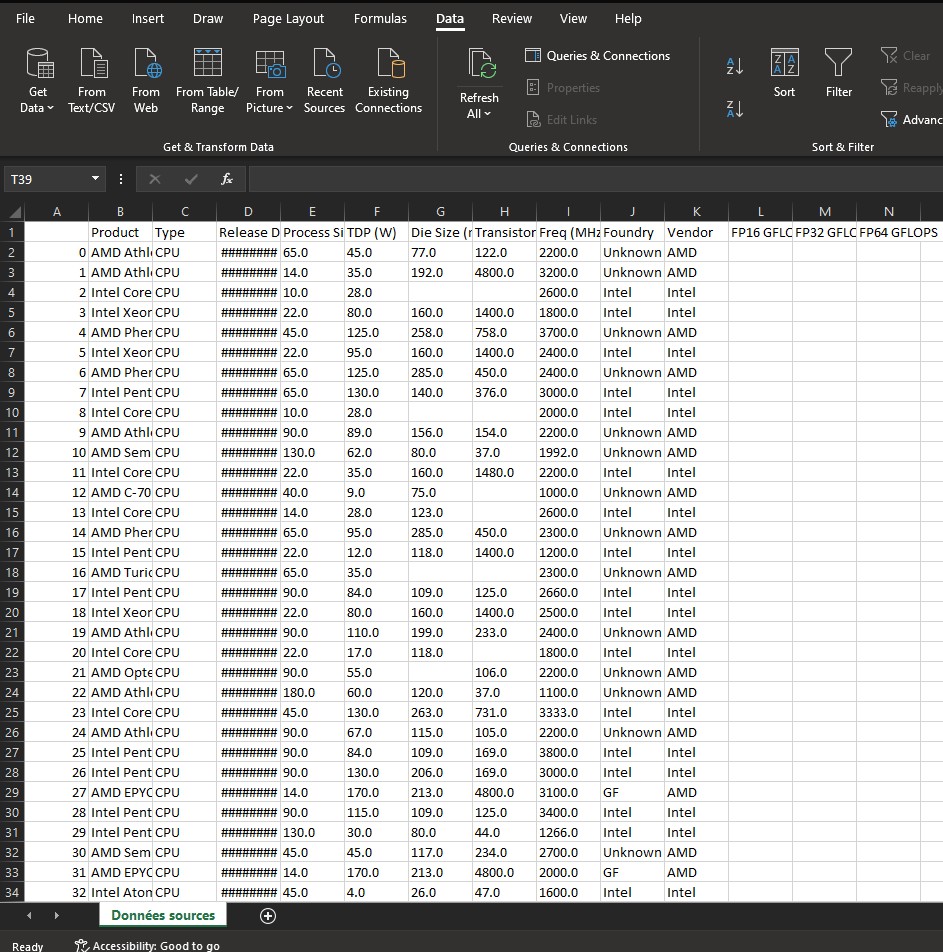 File Home Insert Draw Page Layout Formulas Data Review View Help
Get Data From Text/CSV From Web From Table/ Range From Picture Recent Sources Existing Connections
Refresh All Queries & Connections Properties Edit Links
Sort Filter Clear Reapply Advanc
Get & Transform Data Queries & Connections Sort & Filter
T39 fx
A B C D E F G H I J K L M N
1 Product Type Release D Process Si TDP (W) Die Size (r Transistor Freq (MHz Foundry Vendor FP16 GFLC FP32 GFLC FP64 GFLOPS
2 0 AMD Athl CPU ######## 65.0 45.0 77.0 122.0 2200.0 Unknown AMD
3 1 AMD Athl CPU ######## 14.0 35.0 192.0 4800.0 3200.0 Unknown AMD
4 2 Intel Core CPU ######## 10.0 28.0 2600.0 Intel Intel
5 3 Intel Xeor CPU ######## 22.0 80.0 160.0 1400.0 1800.0 Intel Intel
6 4 AMD Pher CPU ######## 45.0 125.0 258.0 758.0 3700.0 Unknown AMD
7 5 Intel Xeor CPU ######## 22.0 95.0 160.0 1400.0 2400.0 Intel Intel
8 6 AMD Pher CPU ######## 65.0 125.0 285.0 450.0 2400.0 Unknown AMD
9 7 Intel Pent CPU ######## 65.0 130.0 140.0 376.0 3000.0 Intel Intel
10 8 Intel Core CPU ######## 10.0 28.0 2000.0 Intel Intel
11 9 AMD Athl CPU ######## 90.0 89.0 156.0 154.0 2200.0 Unknown AMD
12 10 AMD Sem CPU ######## 130.0 62.0 80.0 37.0 1992.0 Unknown AMD
13 11 Intel Core CPU ######## 22.0 35.0 160.0 1480.0 2200.0 Intel Intel
14 12 AMD C-70 CPU ######## 40.0 9.0 75.0 1000.0 Unknown AMD
15 13 Intel Core CPU ######## 14.0 28.0 123.0 2600.0 Intel Intel
16 14 AMD Pher CPU ######## 65.0 95.0 285.0 450.0 2300.0 Unknown AMD
17 15 Intel Pent CPU ######## 22.0 12.0 118.0 1400.0 1200.0 Intel Intel
18 16 AMD Turic CPU ######## 65.0 35.0 2300.0 Unknown AMD
19 17 Intel Pent CPU ######## 90.0 84.0 109.0 125.0 2660.0 Intel Intel
20 18 Intel Xeor CPU ######## 22.0 80.0 160.0 1400.0 2500.0 Intel Intel
21 19 AMD Athl CPU ######## 90.0 110.0 199.0 233.0 2400.0 Unknown AMD
22 20 Intel Core CPU ######## 22.0 17.0 118.0 1800.0 Intel Intel
23 21 AMD Opte CPU ######## 90.0 55.0 106.0 2200.0 Unknown AMD
24 22 AMD Athl CPU ######## 180.0 60.0 120.0 37.0 1100.0 Unknown AMD
25 23 Intel Core CPU ######## 45.0 130.0 263.0 731.0 3333.0 Intel Intel
26 24 AMD Athl CPU ######## 90.0 67.0 115.0 105.0 2200.0 Unknown AMD
27 25 Intel Pent CPU ######## 90.0 84.0 109.0 169.0 3800.0 Intel Intel
28 26 Intel Pent CPU ######## 90.0 130.0 206.0 169.0 3000.0 Intel Intel
29 27 AMD EPYC CPU ######## 14.0 170.0 213.0 4800.0 3100.0 GF AMD
30 28 Intel Pent CPU ######## 90.0 115.0 109.0 125.0 3400.0 Intel Intel
31 29 Intel Pent CPU ######## 130.0 30.0 80.0 44.0 1266.0 Intel Intel
32 30 AMD Sem CPU ######## 45.0 45.0 117.0 234.0 2700.0 Unknown AMD
33 31 AMD EPYC CPU ######## 14.0 170.0 213.0 4800.0 2000.0 GF AMD
34 32 Intel Aton CPU ######## 45.0 4.0 26.0 47.0 1600.0 Intel Intel
Données sources
Ready Accessibility: Good to go